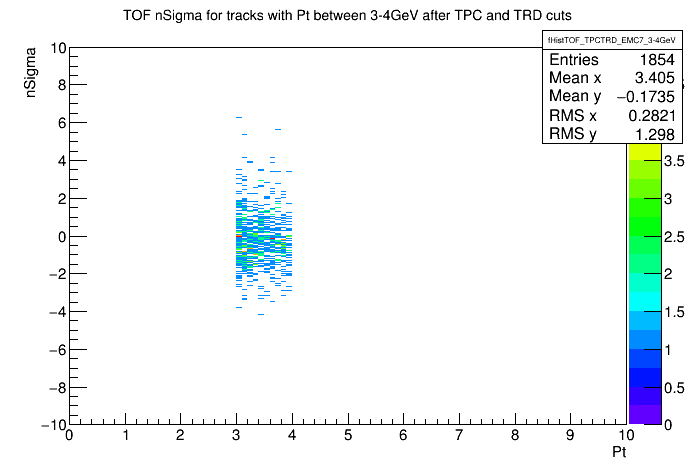 TOF nSigma for tracks with Pt between 3-4GeV after TPC and TRD cuts
fHistTOF_TPCTRD_EMC7_3-4GeV
Entries 1854
Mean x 3.405
Mean y −0.1735
RMS x 0.2821
RMS y 1.298
nSigma
10
8
6
4
2
0
−2
−4
−6
−8
−10
0 1 2 3 4 5 6 7 8 9 10
Pt
3.5
3
2.5
2
1.5
1
0.5
0